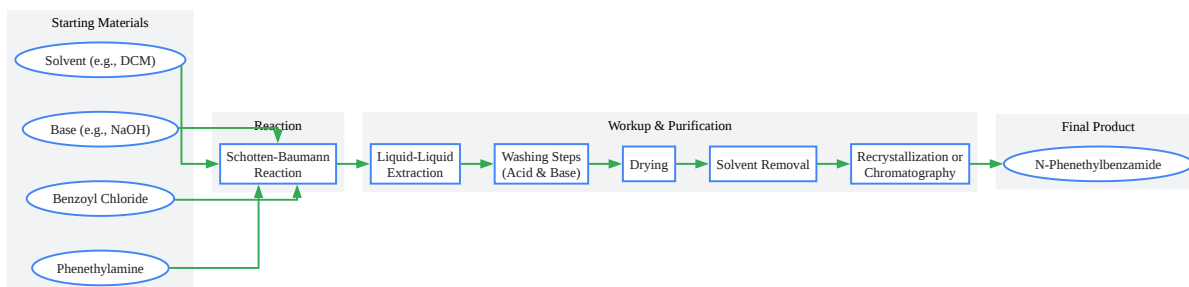 Starting Materials
Solvent (e.g., DCM)
Base (e.g., NaOH)
Benzoyl Chloride
Phenethylamine
Reaction
Schotten-Baumann
Reaction
Workup & Purification
Liquid-Liquid
Extraction
Washing Steps
(Acid & Base)
Drying
Solvent Removal
Recrystallization or
Chromatography
Final Product
N-Phenethylbenzamide